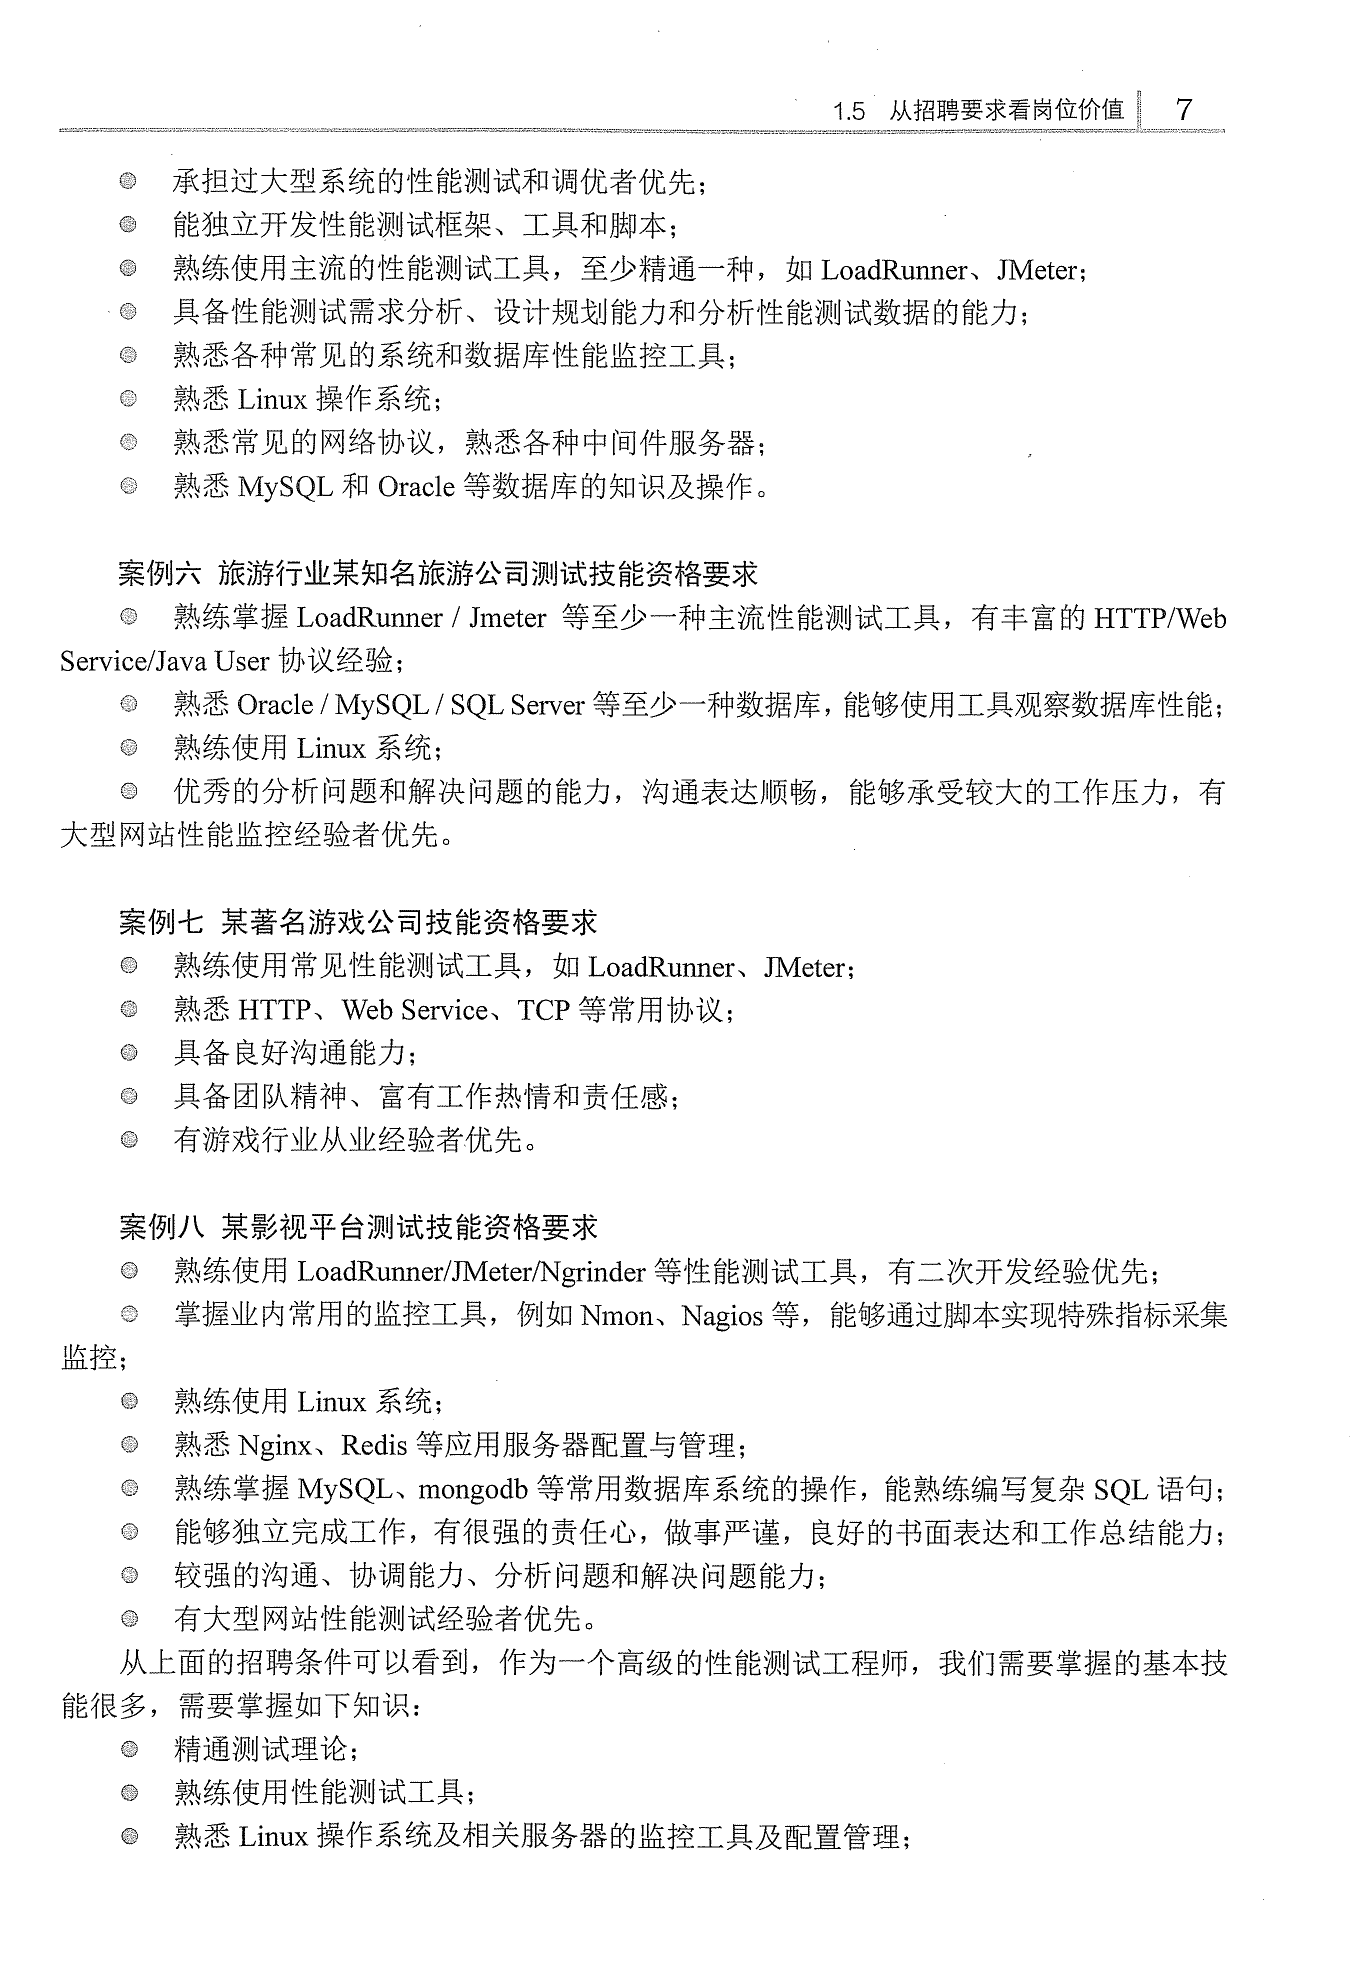 1.5 从招聘要求看岗位价值 7
承担过大型系统的性能测试和调优者优先；
能独立开发性能测试框架、工具和脚本；
熟练使用主流的性能测试工具，至少精通一种，如 LoadRunner、JMeter；
具备性能测试需求分析、设计规划能力和分析性能测试数据的能力；
熟悉各种常见的系统和数据库性能监控工具；
熟悉 Linux 操作系统；
熟悉常见的网络协议，熟悉各种中间件服务器；
熟悉 MySQL 和 Oracle 等数据库的知识及操作。
案例六 旅游行业某知名旅游公司测试技能资格要求
熟练掌握 LoadRunner / Jmeter 等至少一种主流性能测试工具，有丰富的 HTTP/Web
Service/Java User 协议经验；
熟悉 Oracle / MySQL / SQL Server 等至少一种数据库，能够使用工具观察数据库性能；
熟练使用 Linux 系统；
优秀的分析问题和解决问题的能力，沟通表达顺畅，能够承受较大的工作压力，有
大型网站性能监控经验者优先。
案例七 某著名游戏公司技能资格要求
熟练使用常见性能测试工具，如 LoadRunner、JMeter；
熟悉 HTTP、Web Service、TCP 等常用协议；
具备良好沟通能力；
具备团队精神、富有工作热情和责任感；
有游戏行业从业经验者优先。
案例八 某影视平台测试技能资格要求
熟练使用 LoadRunner/JMeter/Ngrinder 等性能测试工具，有二次开发经验优先；
掌握业内常用的监控工具，例如 Nmon、Nagios 等，能够通过脚本实现特殊指标采集
监控；
熟练使用 Linux 系统；
熟悉 Nginx、Redis 等应用服务器配置与管理；
熟练掌握 MySQL、mongodb 等常用数据库系统的操作，能熟练编写复杂 SQL 语句；
能够独立完成工作，有很强的责任心，做事严谨，良好的书面表达和工作总结能力；
较强的沟通、协调能力、分析问题和解决问题能力；
有大型网站性能测试经验者优先。
从上面的招聘条件可以看到，作为一个高级的性能测试工程师，我们需要掌握的基本技
能很多，需要掌握如下知识：
精通测试理论；
熟练使用性能测试工具；
熟悉 Linux 操作系统及相关服务器的监控工具及配置管理；